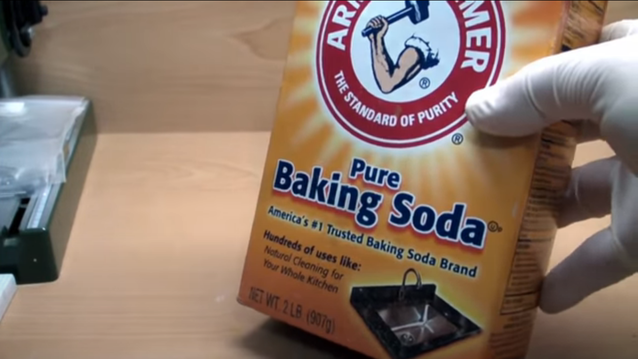 ARM
MER
THE STANDARD OF PURITY
®
®
Pure
Baking Soda
America's #1 Trusted Baking Soda Brand
Hundreds of uses like:
Natural Cleaning for
Your Whole Kitchen
NET WT. 2 LB (907g)